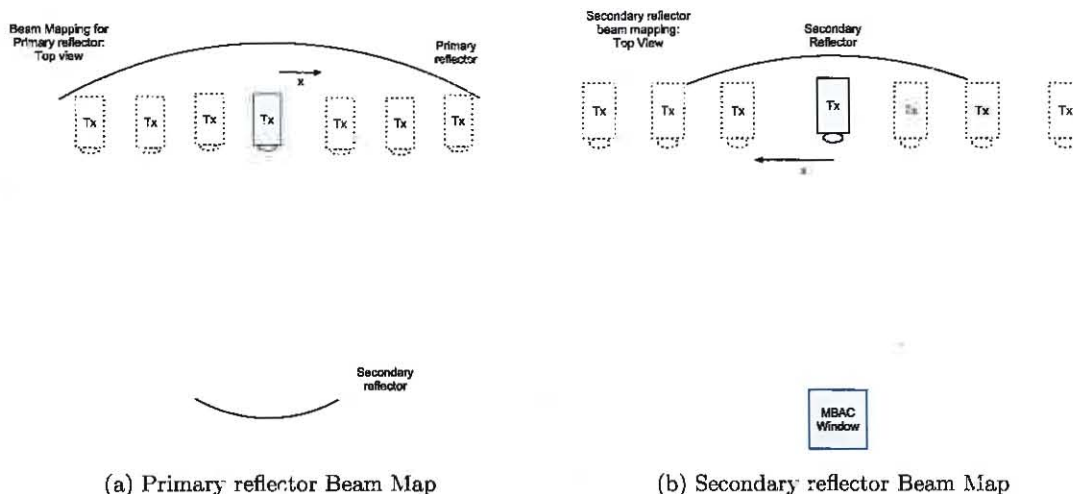 Beam Mapping for
Primary reflector:
Top view
Primary
reflector
x
Tx Tx Tx Tx Tx Tx Tx
Secondary
reflector
(a) Primary reflector Beam Map
Secondary reflector
beam mapping:
Top View
Secondary
Reflector
Tx Tx Tx Tx Tx Tx Tx
x
MBAC
Window
(b) Secondary reflector Beam Map